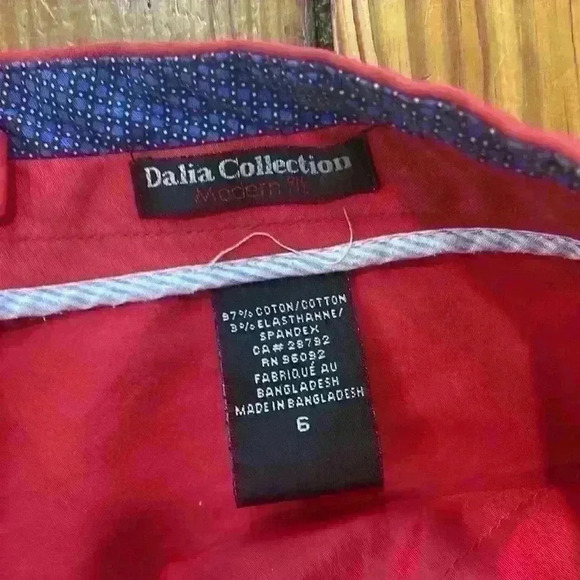 Dalia Collection
Modern Fit
97% COTON/COTTON
3% ELASTHANNE/
SPANDEX
CA# 28792
RN 96092
FABRIQUÉ AU
BANGLADESH
MADE IN BANGLADESH
6